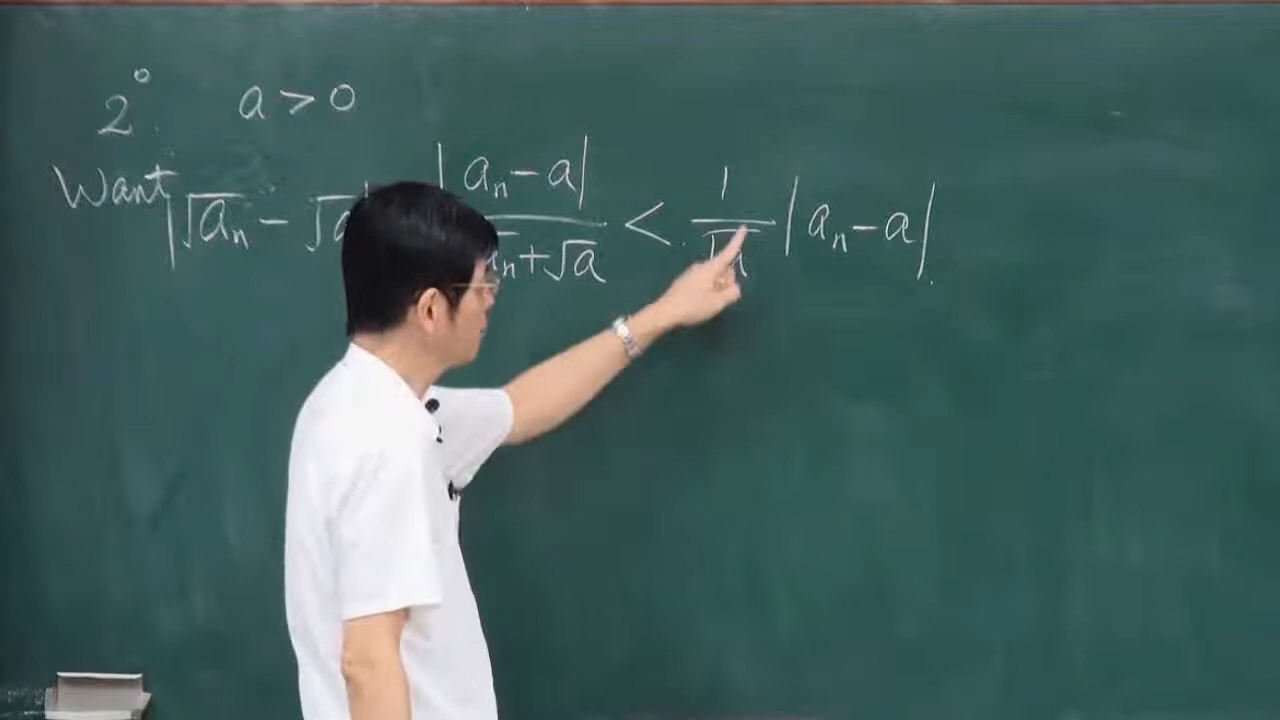 2° a > 0
Want |√aₙ − √a| |aₙ − a| / √aₙ + √a < 1/√a |aₙ − a|.